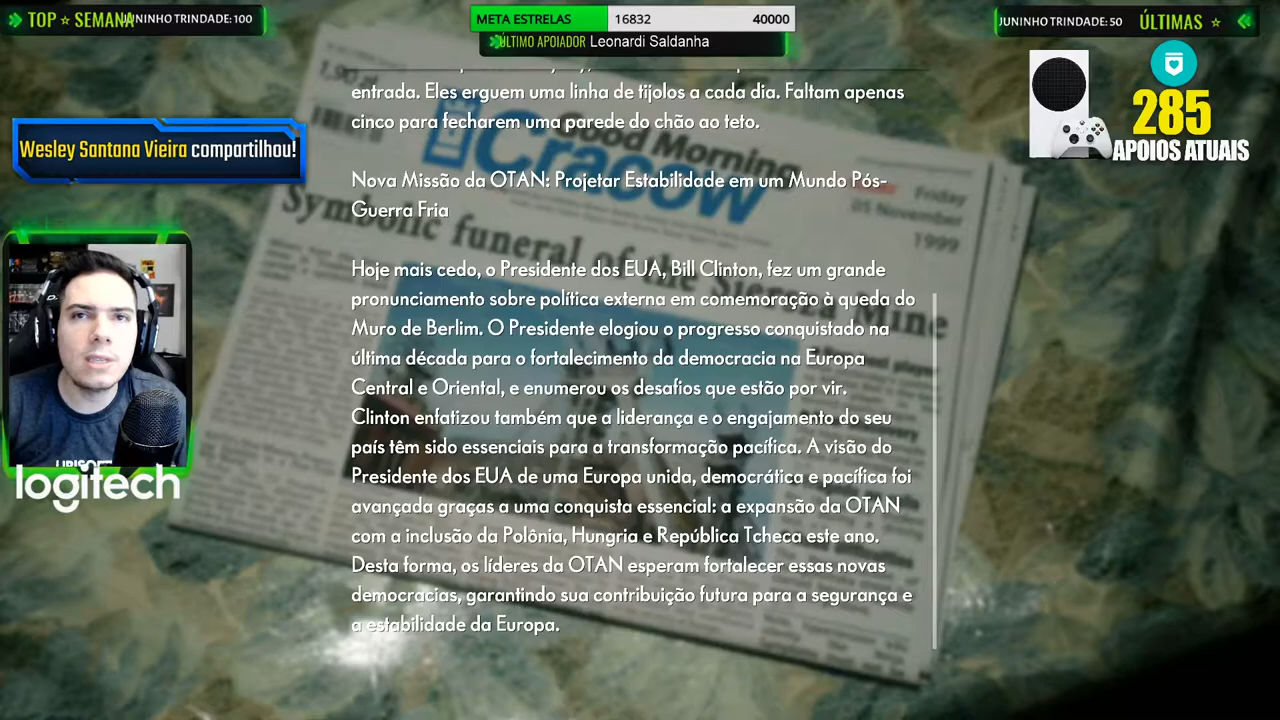 TOP ☆ SEMANA
JUNINHO TRINDADE: 100
META ESTRELAS 16832 40000
ÚLTIMO APOIADOR Leonardi Saldanha
JUNINHO TRINDADE: 50
ÚLTIMAS ☆
285
APOIOS ATUAIS
Wesley Santana Vieira compartilhou!
entrada. Eles erguem uma linha de tijolos a cada dia. Faltam apenas
cinco para fecharem uma parede do chão ao teto.
Nova Missão da OTAN: Projetar Estabilidade em um Mundo Pós-
Guerra Fria
Hoje mais cedo, o Presidente dos EUA, Bill Clinton, fez um grande
pronunciamento sobre política externa em comemoração à queda do
Muro de Berlim. O Presidente elogiou o progresso conquistado na
última década para o fortalecimento da democracia na Europa
Central e Oriental, e enumerou os desafios que estão por vir.
Clinton enfatizou também que a liderança e o engajamento do seu
país têm sido essenciais para a transformação pacífica. A visão do
Presidente dos EUA de uma Europa unida, democrática e pacífica foi
avançada graças a uma conquista essencial: a expansão da OTAN
com a inclusão da Polônia, Hungria e República Tcheca este ano.
Desta forma, os líderes da OTAN esperam fortalecer essas novas
democracias, garantindo sua contribuição futura para a segurança e
a estabilidade da Europa.
Good Morning
Cracow
Friday
05 November
1999
Symbolic funeral of the Sierra Mine
UBISOFT
logitech